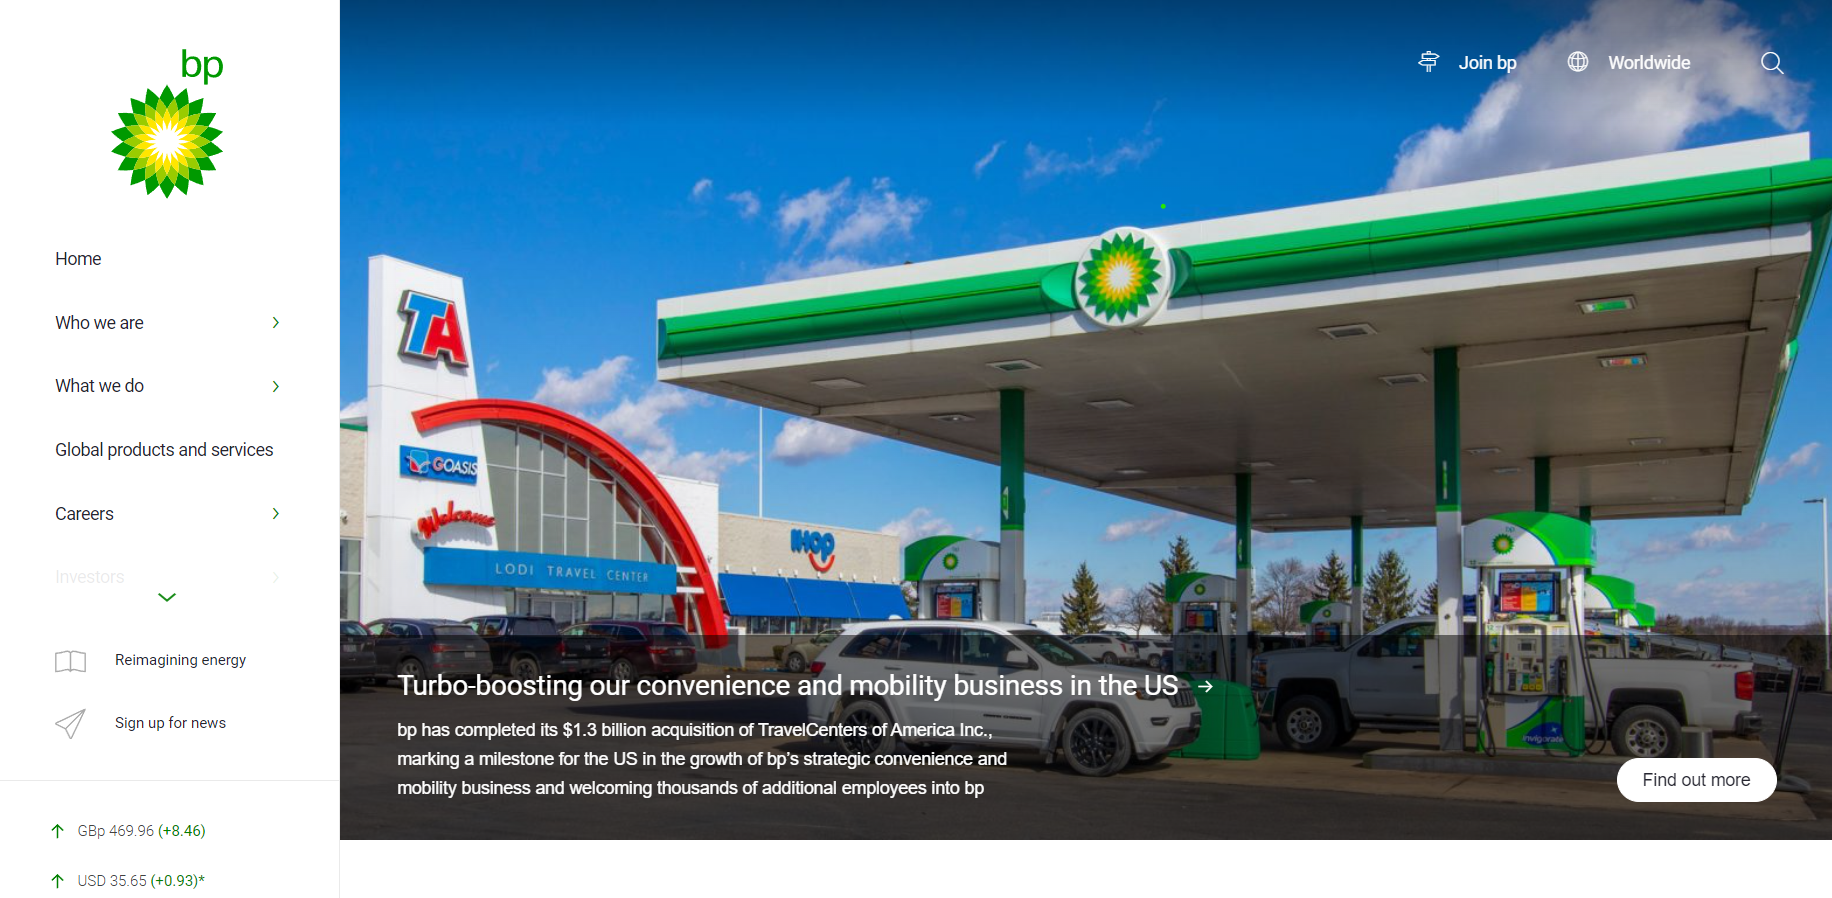 bp
Home
Who we are
What we do
Global products and services
Careers
Investors
Reimagining energy
Sign up for news
GBp 469.96 (+8.46)
USD 35.65 (+0.93)*
Join bp
Worldwide
TA
GOASIS
Welcome
LODI TRAVEL CENTER
IHOP
bp
invigorate
Turbo-boosting our convenience and mobility business in the US
bp has completed its $1.3 billion acquisition of TravelCenters of America Inc.,
marking a milestone for the US in the growth of bp's strategic convenience and
mobility business and welcoming thousands of additional employees into bp
Find out more